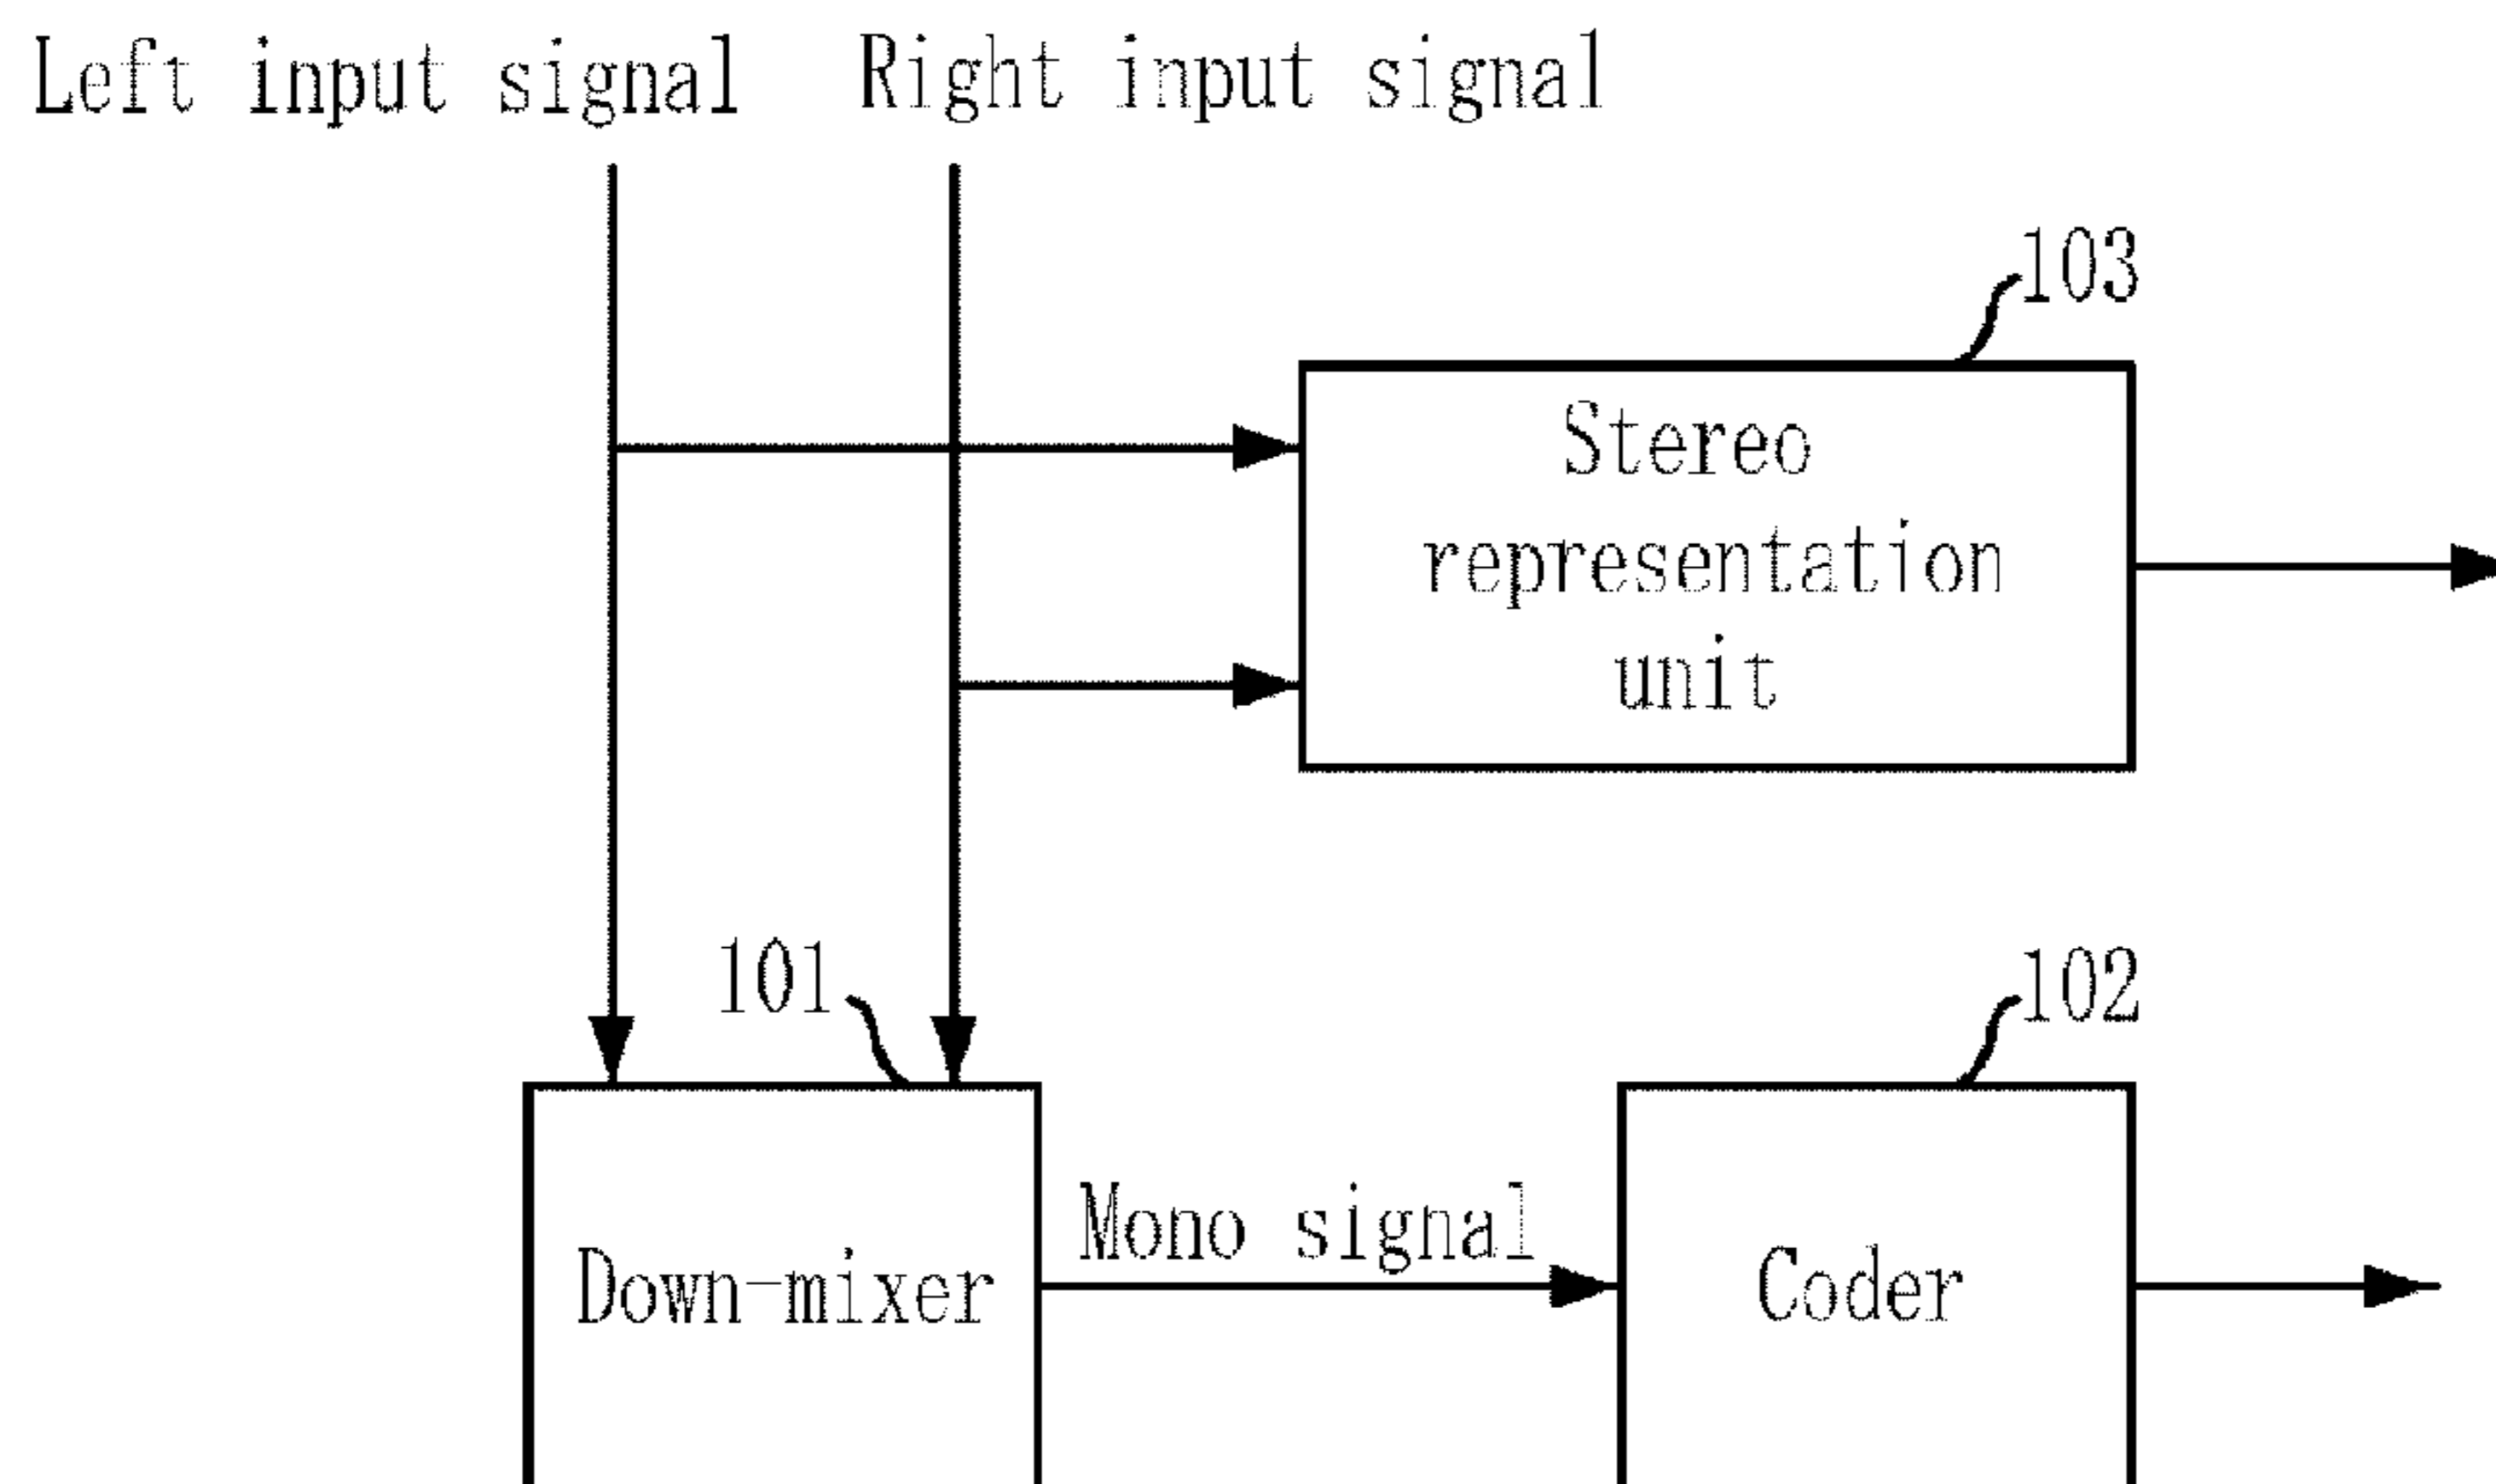 Left input signal
Right input signal
103
Stereo
representation
unit
101
102
Mono signal
Down-mixer
Coder